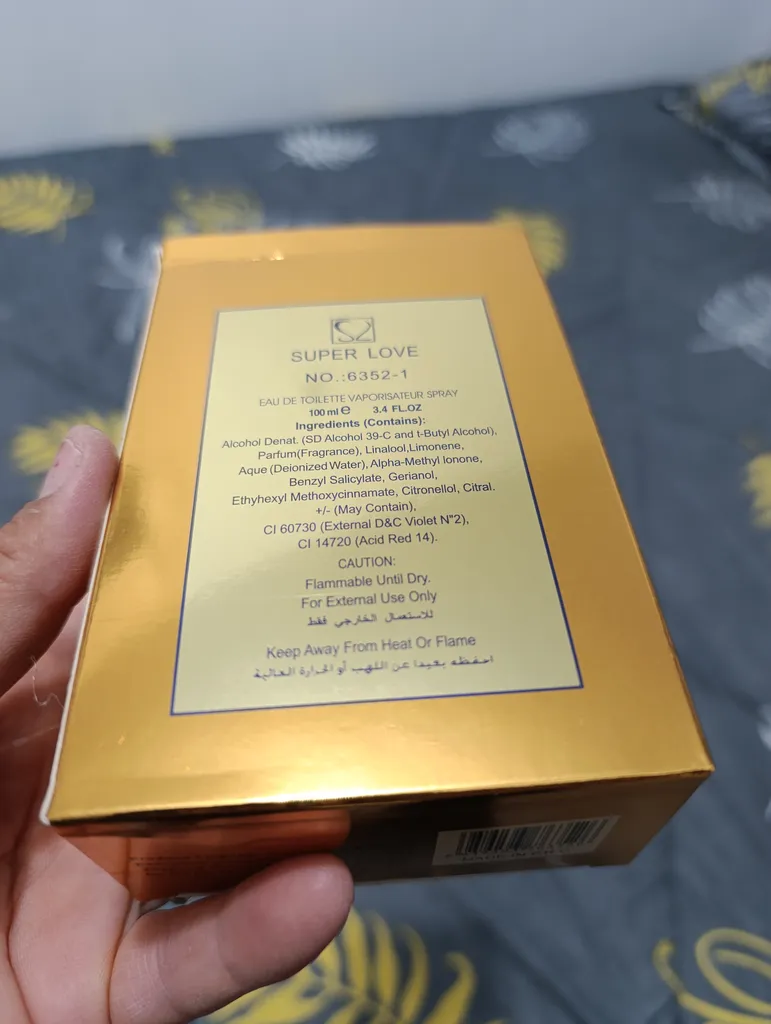 SUPER LOVE
NO.:6352-1
EAU DE TOILETTE VAPORISATEUR SPRAY
100 ml ℮ 3.4 FL.OZ
Ingredients (Contains):
Alcohol Denat. (SD Alcohol 39-C and t-Butyl Alcohol),
Parfum(Fragrance), Linalool,Limonene,
Aque (Deionized Water), Alpha-Methyl Ionone,
Benzyl Salicylate, Gerianol,
Ethyhexyl Methoxycinnamate, Citronellol, Citral.
+/- (May Contain),
CI 60730 (External D&C Violet N"2),
CI 14720 (Acid Red 14).
CAUTION:
Flammable Until Dry.
For External Use Only
للاستعمال الخارجي فقط
Keep Away From Heat Or Flame
احفظه بعيدا عن اللهب أو الحرارة العالية
MADE IN